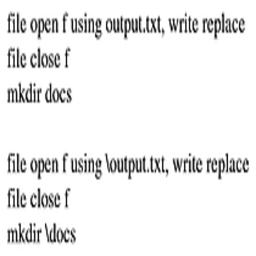 file open f using output.txt, write replace
file close f
mkdir docs
file open f using \output.txt, write replace
file close f
mkdir \docs